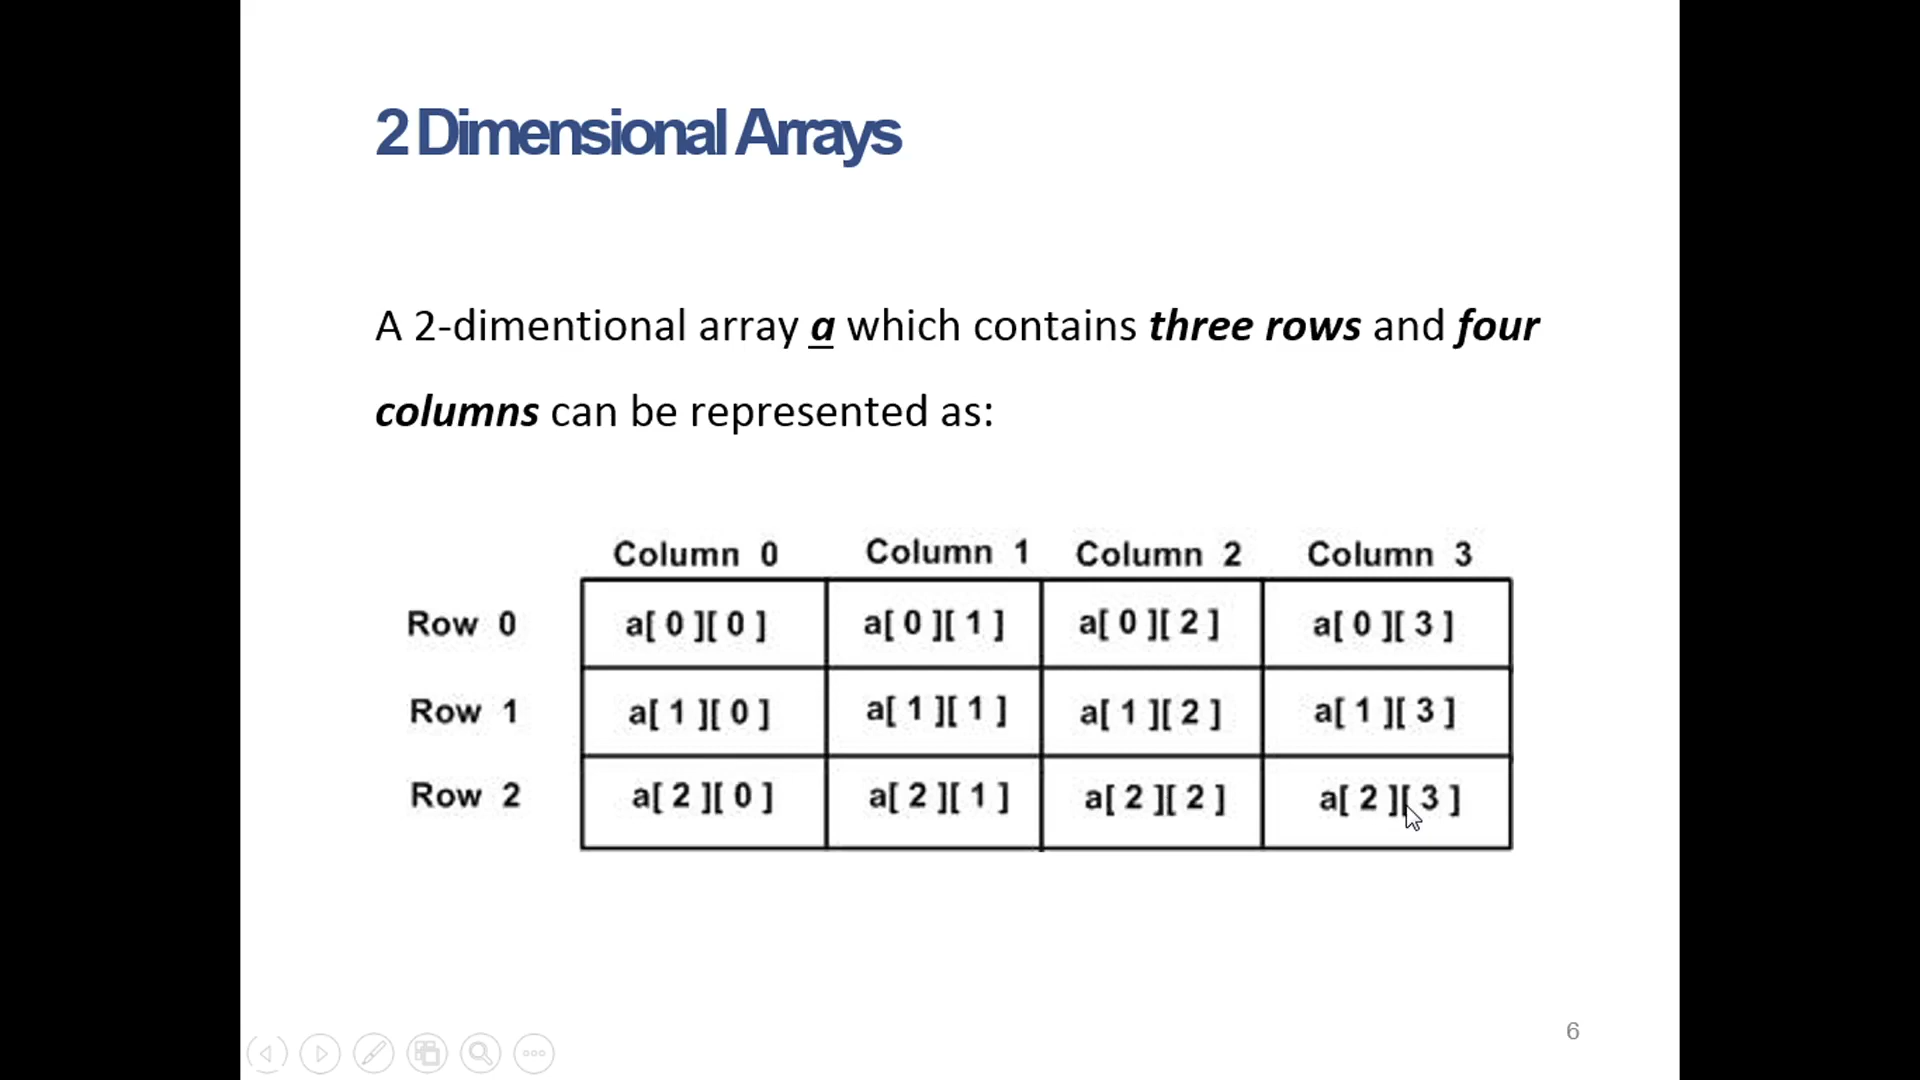 2 Dimensional Arrays
A 2-dimentional array a which contains three rows and four
columns can be represented as:
Column 0 Column 1 Column 2 Column 3
Row 0 a[ 0 ][ 0 ] a[ 0 ][ 1 ] a[ 0 ][ 2 ] a[ 0 ][ 3 ]
Row 1 a[ 1 ][ 0 ] a[ 1 ][ 1 ] a[ 1 ][ 2 ] a[ 1 ][ 3 ]
Row 2 a[ 2 ][ 0 ] a[ 2 ][ 1 ] a[ 2 ][ 2 ] a[ 2 ][ 3 ]
6